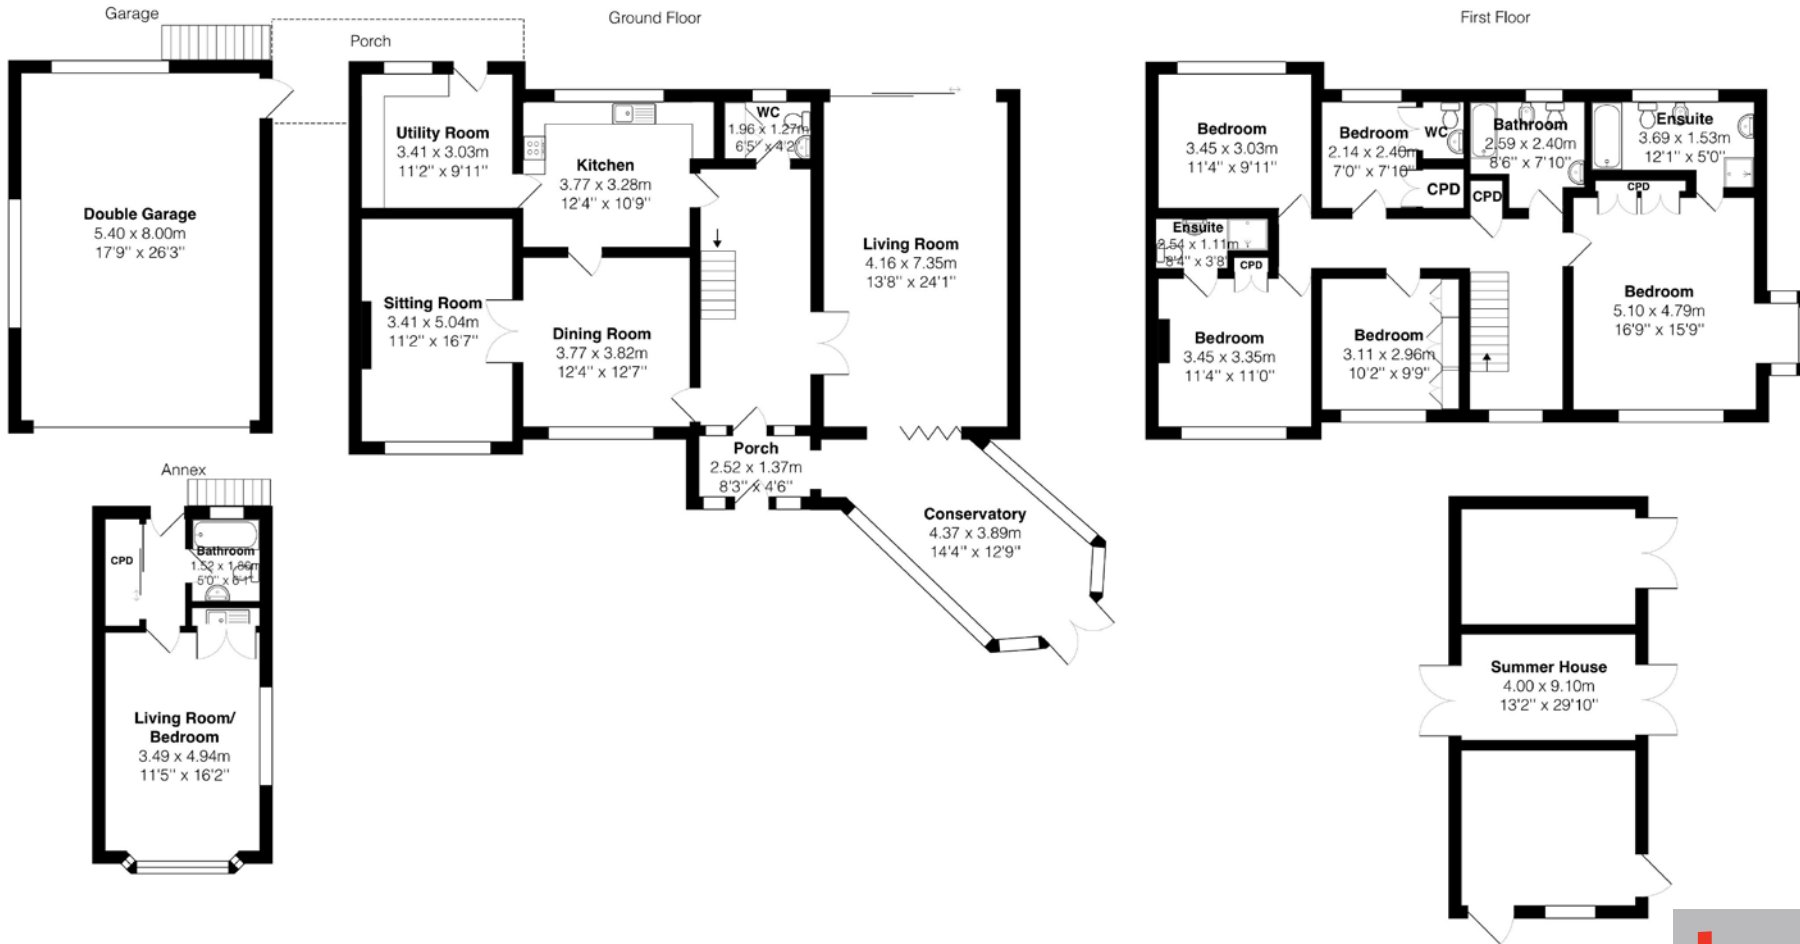 Garage
Ground Floor
First Floor
Porch
Utility Room
3.41 x 3.03m
11'2" x 9'11"
Kitchen
3.77 x 3.28m
12'4" x 10'9"
WC
1.96 x 1.27m
6'5" x 4'2"
Double Garage
5.40 x 8.00m
17'9" x 26'3"
Sitting Room
3.41 x 5.04m
11'2" x 16'7"
Dining Room
3.77 x 3.82m
12'4" x 12'7"
Living Room
4.16 x 7.35m
13'8" x 24'1"
Porch
2.52 x 1.37m
8'3" x 4'6"
Conservatory
4.37 x 3.89m
14'4" x 12'9"
Bedroom
3.45 x 3.03m
11'4" x 9'11"
Bedroom
2.14 x 2.40m
7'0" x 7'10"
WC
CPD
Bathroom
2.59 x 2.40m
8'6" x 7'10"
CPD
Ensuite
3.69 x 1.53m
12'1" x 5'0"
CPD
Ensuite
2.54 x 1.11m
8'4" x 3'8"
CPD
Bedroom
3.45 x 3.35m
11'4" x 11'0"
Bedroom
3.11 x 2.96m
10'2" x 9'9"
Bedroom
5.10 x 4.79m
16'9" x 15'9"
Annex
CPD
Bathroom
1.52 x 1.86m
5'0" x 6'1"
Living Room/
Bedroom
3.49 x 4.94m
11'5" x 16'2"
Summer House
4.00 x 9.10m
13'2" x 29'10"